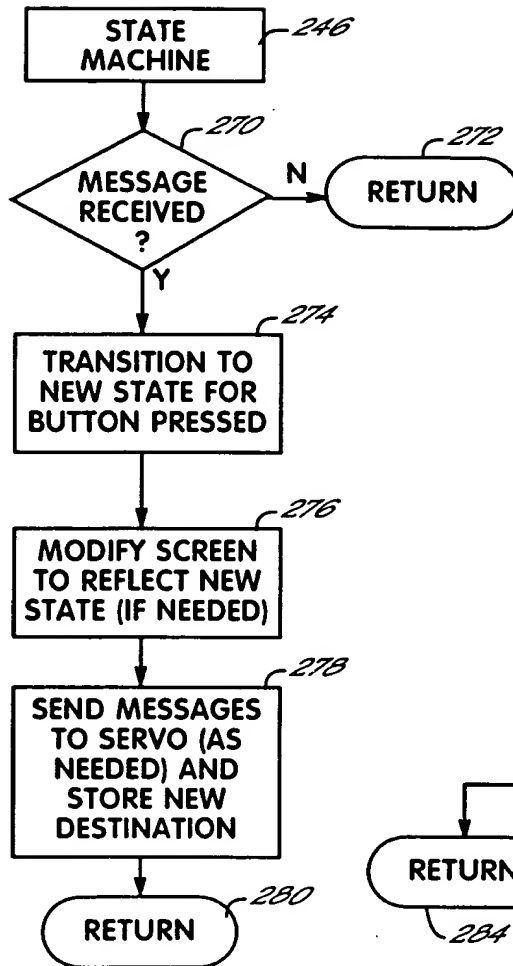 STATE
MACHINE
246
270
MESSAGE
RECEIVED
?
N
272
RETURN
Y
274
TRANSITION TO
NEW STATE FOR
BUTTON PRESSED
276
MODIFY SCREEN
TO REFLECT NEW
STATE (IF NEEDED)
278
SEND MESSAGES
TO SERVO (AS
NEEDED) AND
STORE NEW
DESTINATION
280
RETURN
RETURN
284